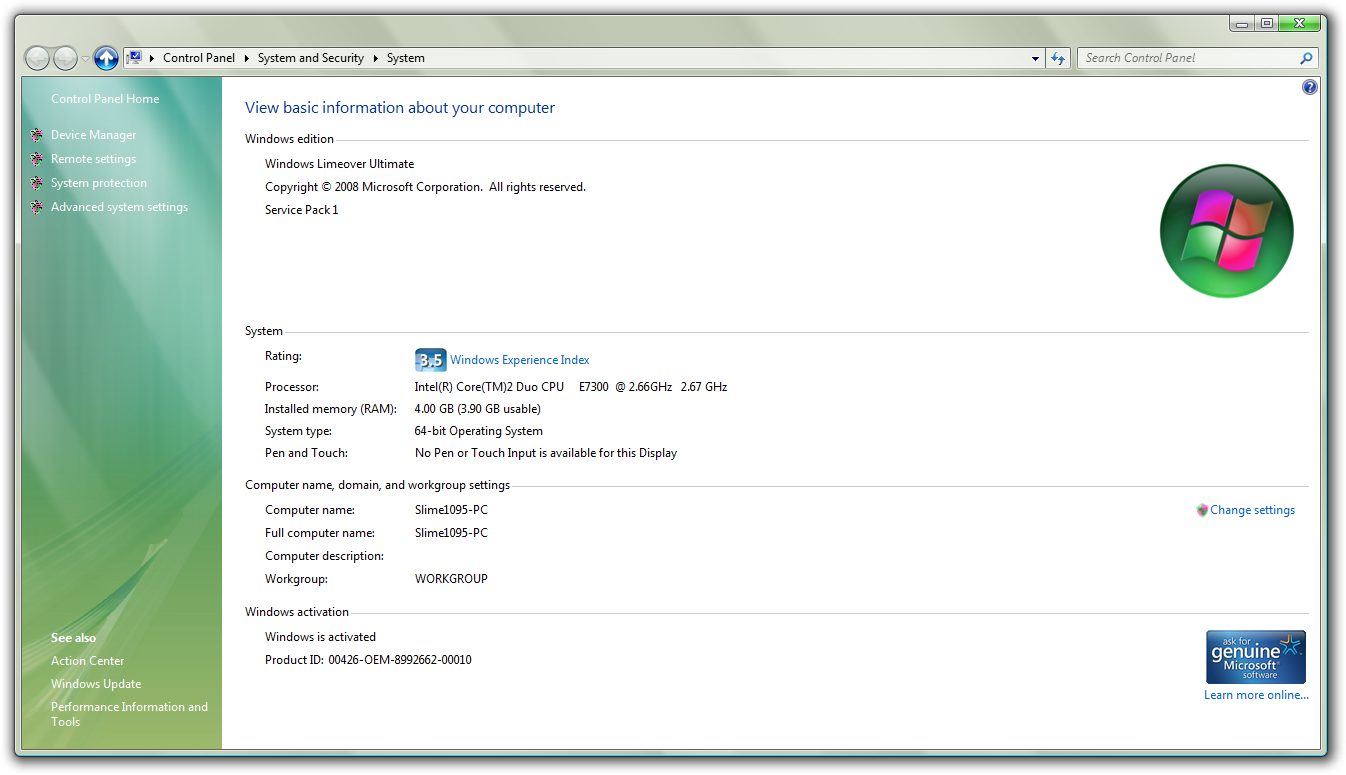 Control Panel System and Security System
Search Control Panel
?
Control Panel Home
Device Manager
Remote settings
System protection
Advanced system settings
See also
Action Center
Windows Update
Performance Information and
Tools
View basic information about your computer
Windows edition
Windows Limeover Ultimate
Copyright © 2008 Microsoft Corporation. All rights reserved.
Service Pack 1
System
Rating: 3.5 Windows Experience Index
Processor: Intel(R) Core(TM)2 Duo CPU E7300 @ 2.66GHz 2.67 GHz
Installed memory (RAM): 4.00 GB (3.90 GB usable)
System type: 64-bit Operating System
Pen and Touch: No Pen or Touch Input is available for this Display
Computer name, domain, and workgroup settings
Computer name: Slime1095-PC Change settings
Full computer name: Slime1095-PC
Computer description:
Workgroup: WORKGROUP
Windows activation
Windows is activated
Product ID: 00426-OEM-8992662-00010
ask for
genuine
Microsoft®
software
Learn more online...